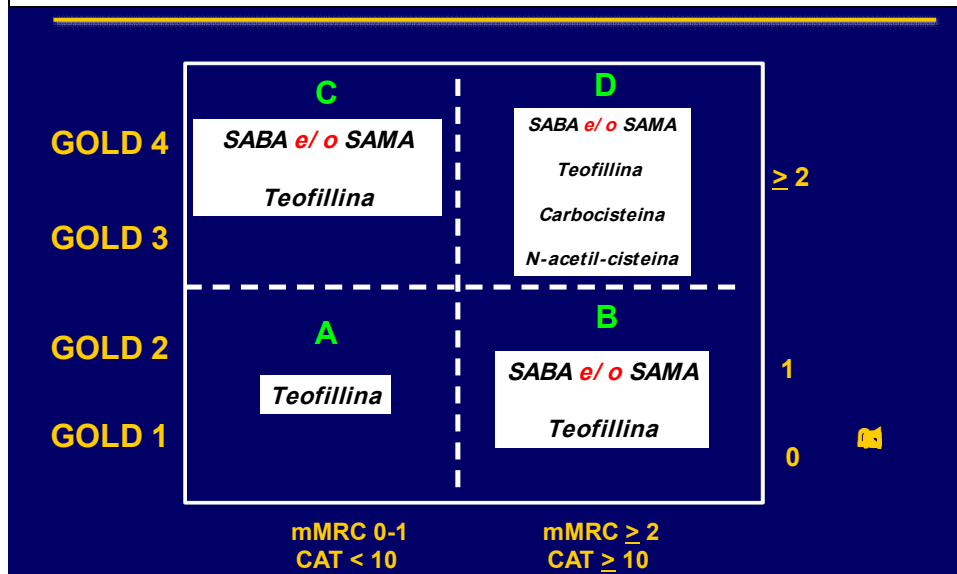 C
D
GOLD 4
SABA e/ o SAMA
Teofillina
SABA e/ o SAMA
Teofillina
Carbocisteina
N-acetil-cisteina
≥ 2
GOLD 3
A
B
GOLD 2
Teofillina
SABA e/ o SAMA
Teofillina
1
GOLD 1
0
mMRC 0-1
CAT < 10
mMRC ≥ 2
CAT ≥ 10